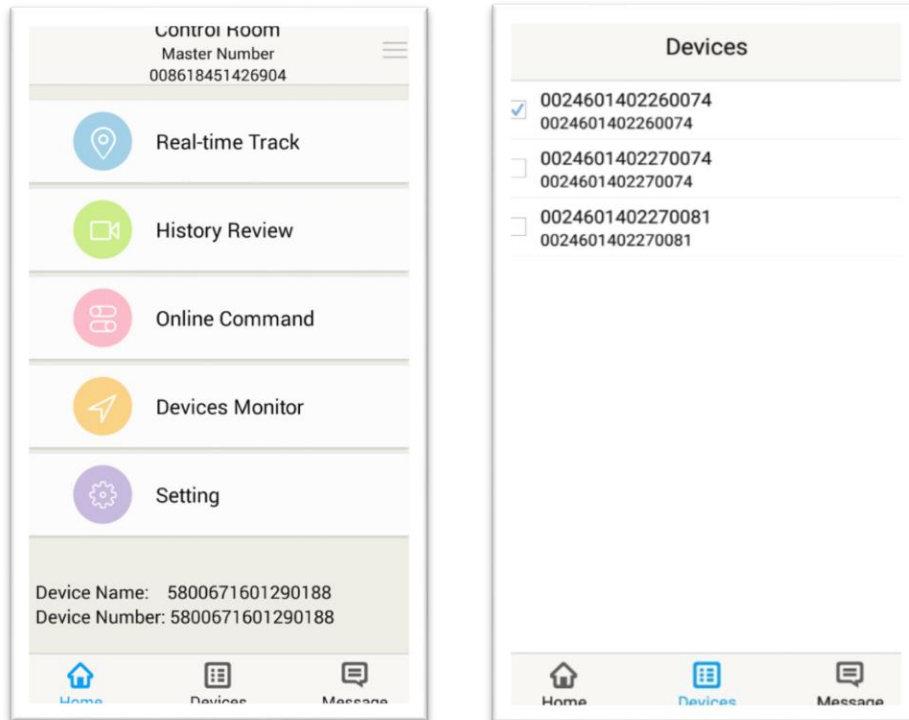 Control Room
Master Number
008618451426904
Real-time Track
History Review
Online Command
Devices Monitor
Setting
Device Name: 5800671601290188
Device Number: 5800671601290188
Home
Devices
Message
Devices
0024601402260074
0024601402260074
0024601402270074
0024601402270074
0024601402270081
0024601402270081
Home
Devices
Message